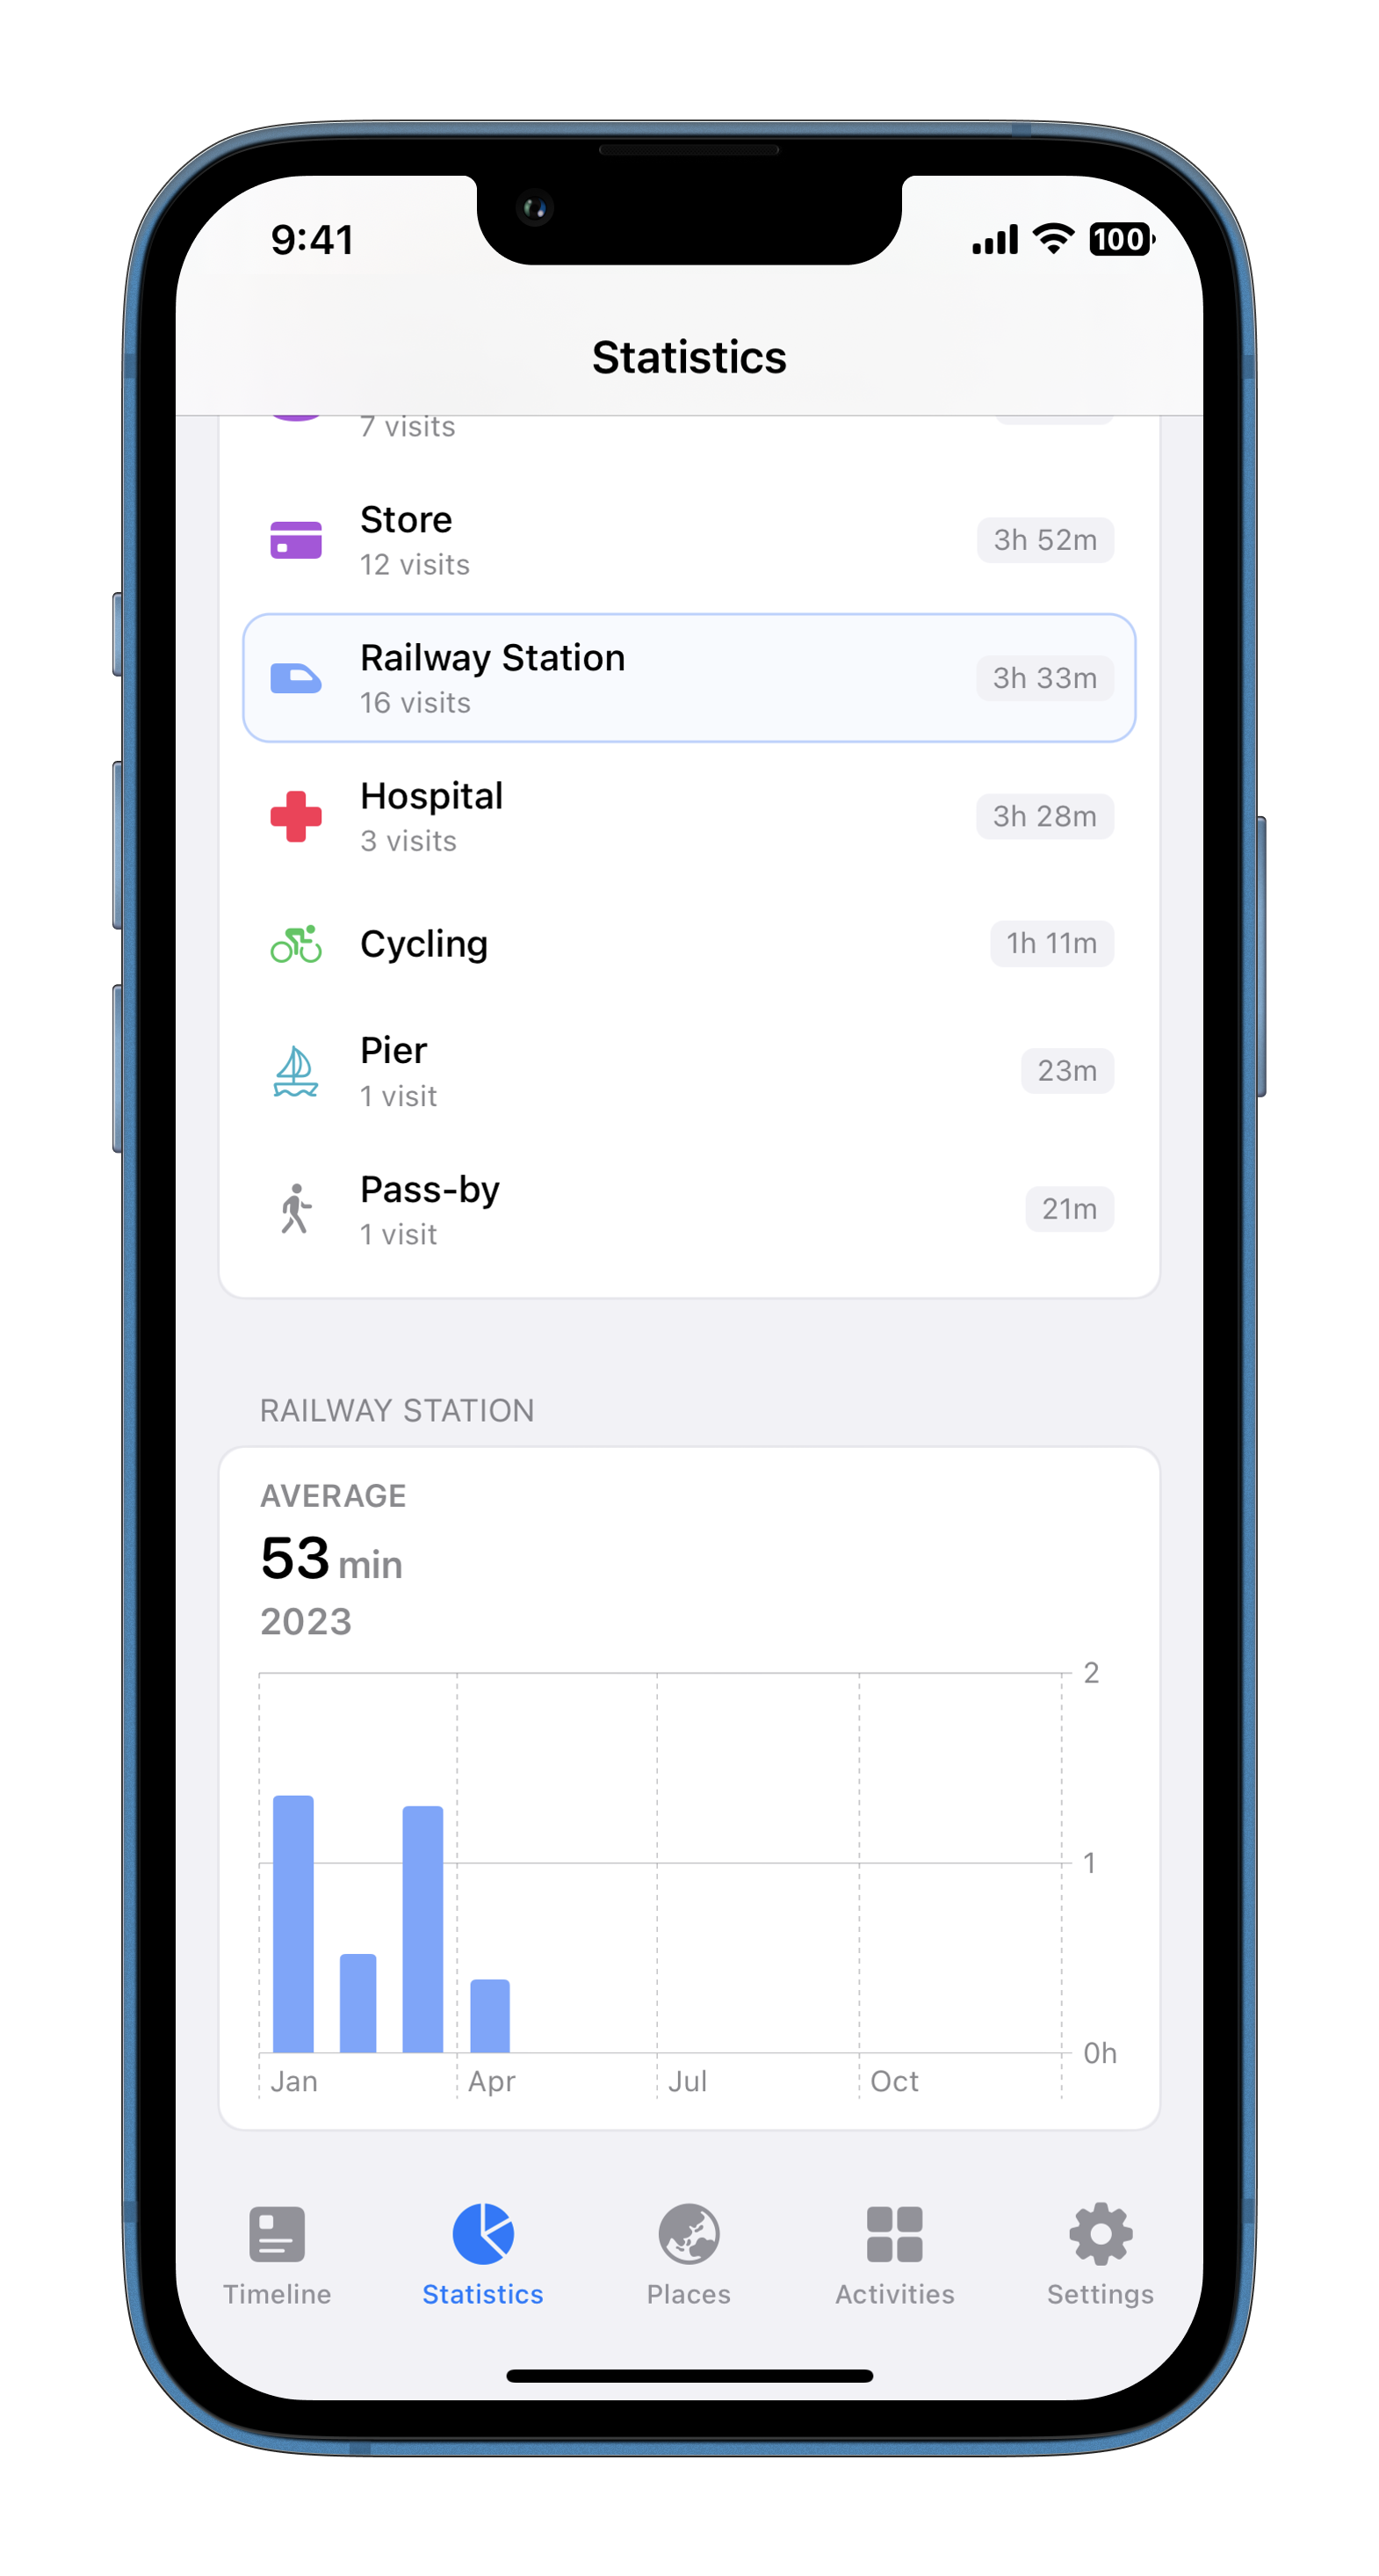 9:41
100
Statistics
7 visits
Store
12 visits
3h 52m
Railway Station
16 visits
3h 33m
Hospital
3 visits
3h 28m
Cycling
1h 11m
Pier
1 visit
23m
Pass-by
1 visit
21m
RAILWAY STATION
AVERAGE
53 min
2023
2
1
0h
Jan Apr Jul Oct
Timeline Statistics Places Activities Settings